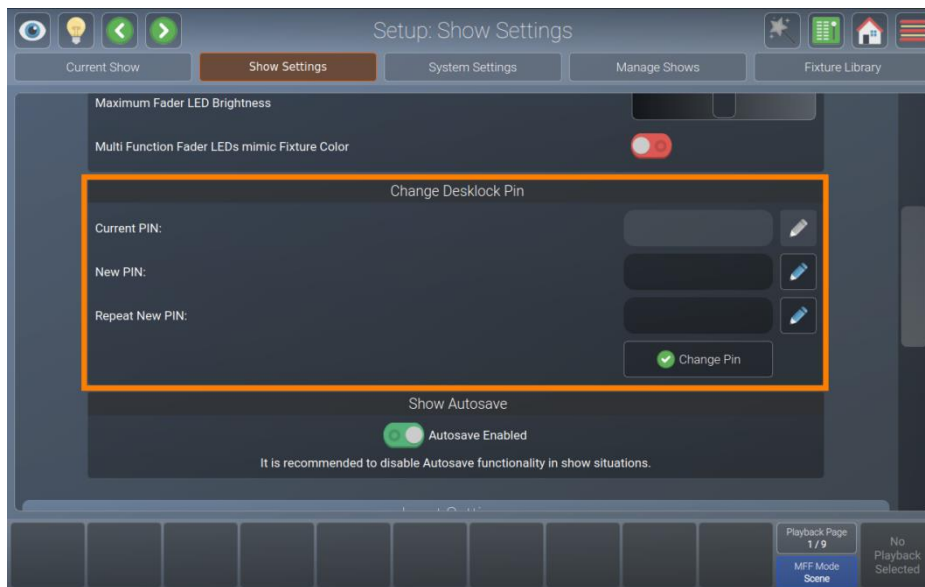 Setup: Show Settings
Current Show
Show Settings
System Settings
Manage Shows
Fixture Library
Maximum Fader LED Brightness
Multi Function Fader LEDs mimic Fixture Color
Change Desklock Pin
Current PIN:
New PIN:
Repeat New PIN:
Change Pin
Show Autosave
Autosave Enabled
It is recommended to disable Autosave functionality in show situations.
Playback Page
1 / 9
MFF Mode
Scene
No
Playback
Selected